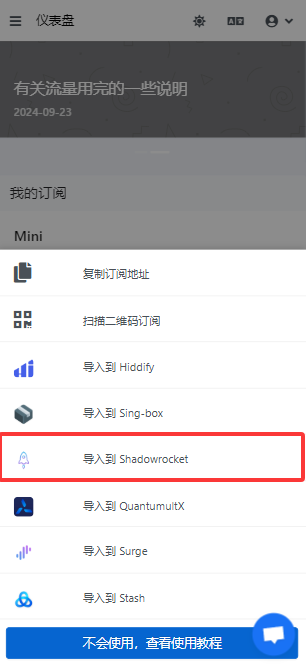 仪表盘
有关流量用完的一些说明
2024-09-23
我的订阅
Mini
复制订阅地址
扫描二维码订阅
导入到 Hiddify
导入到 Sing-box
导入到 Shadowrocket
导入到 QuantumultX
导入到 Surge
导入到 Stash
不会使用，查看使用教程